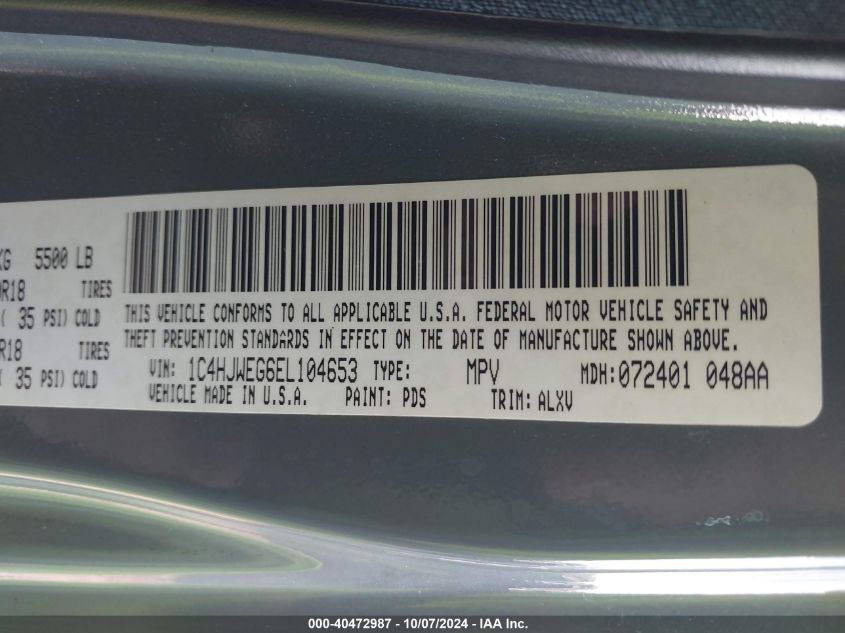 KG 5500 LB
R18 TIRES
( 35 PSI) COLD
R18 TIRES
( 35 PSI) COLD
THIS VEHICLE CONFORMS TO ALL APPLICABLE U.S.A. FEDERAL MOTOR VEHICLE SAFETY AND
THEFT PREVENTION STANDARDS IN EFFECT ON THE DATE OF MANUFACTURE SHOWN ABOVE.
VIN: 1C4HJWEG6EL104653 TYPE: MPV MDH:072401 048AA
VEHICLE MADE IN U.S.A. PAINT: PDS TRIM: ALXV
000-40472987 - 10/07/2024 - IAA Inc.